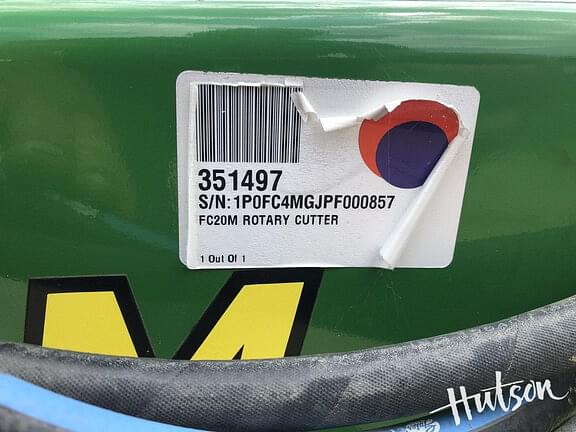 351497
S/N:1P0FC4MGJPF000857
FC20M ROTARY CUTTER
1 Out Of 1
M
Hutson